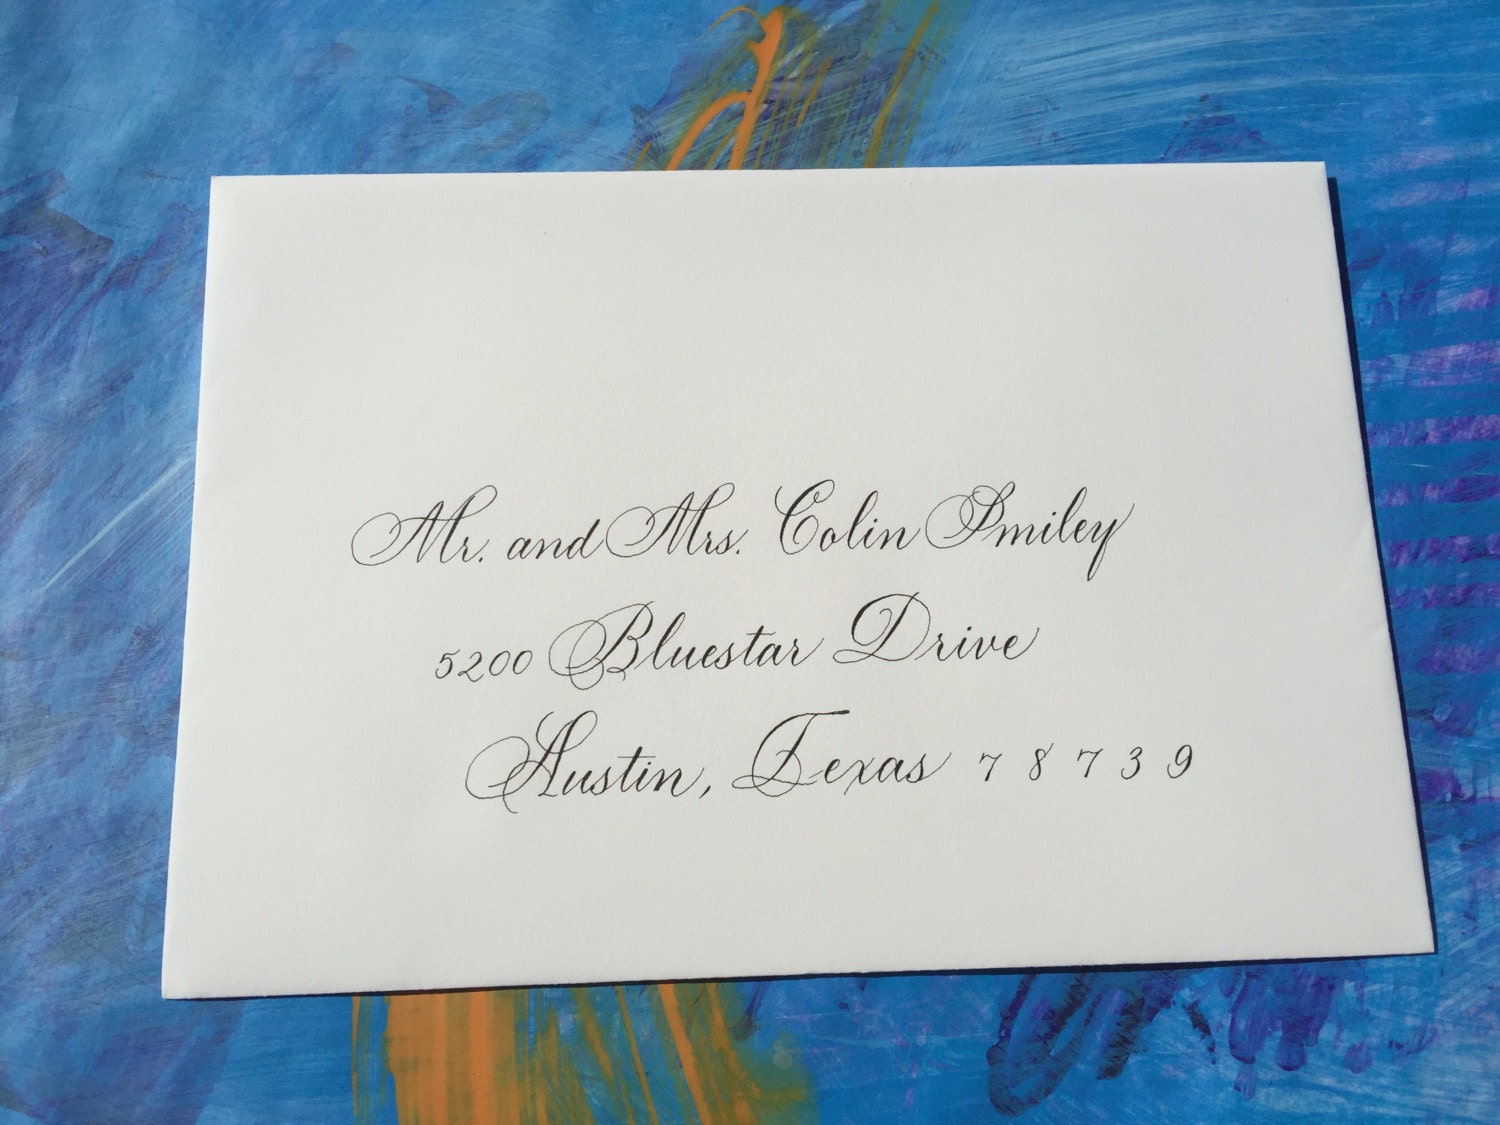 Mr. and Mrs. Colin Smiley
5200 Bluestar Drive
Austin, Texas 78739